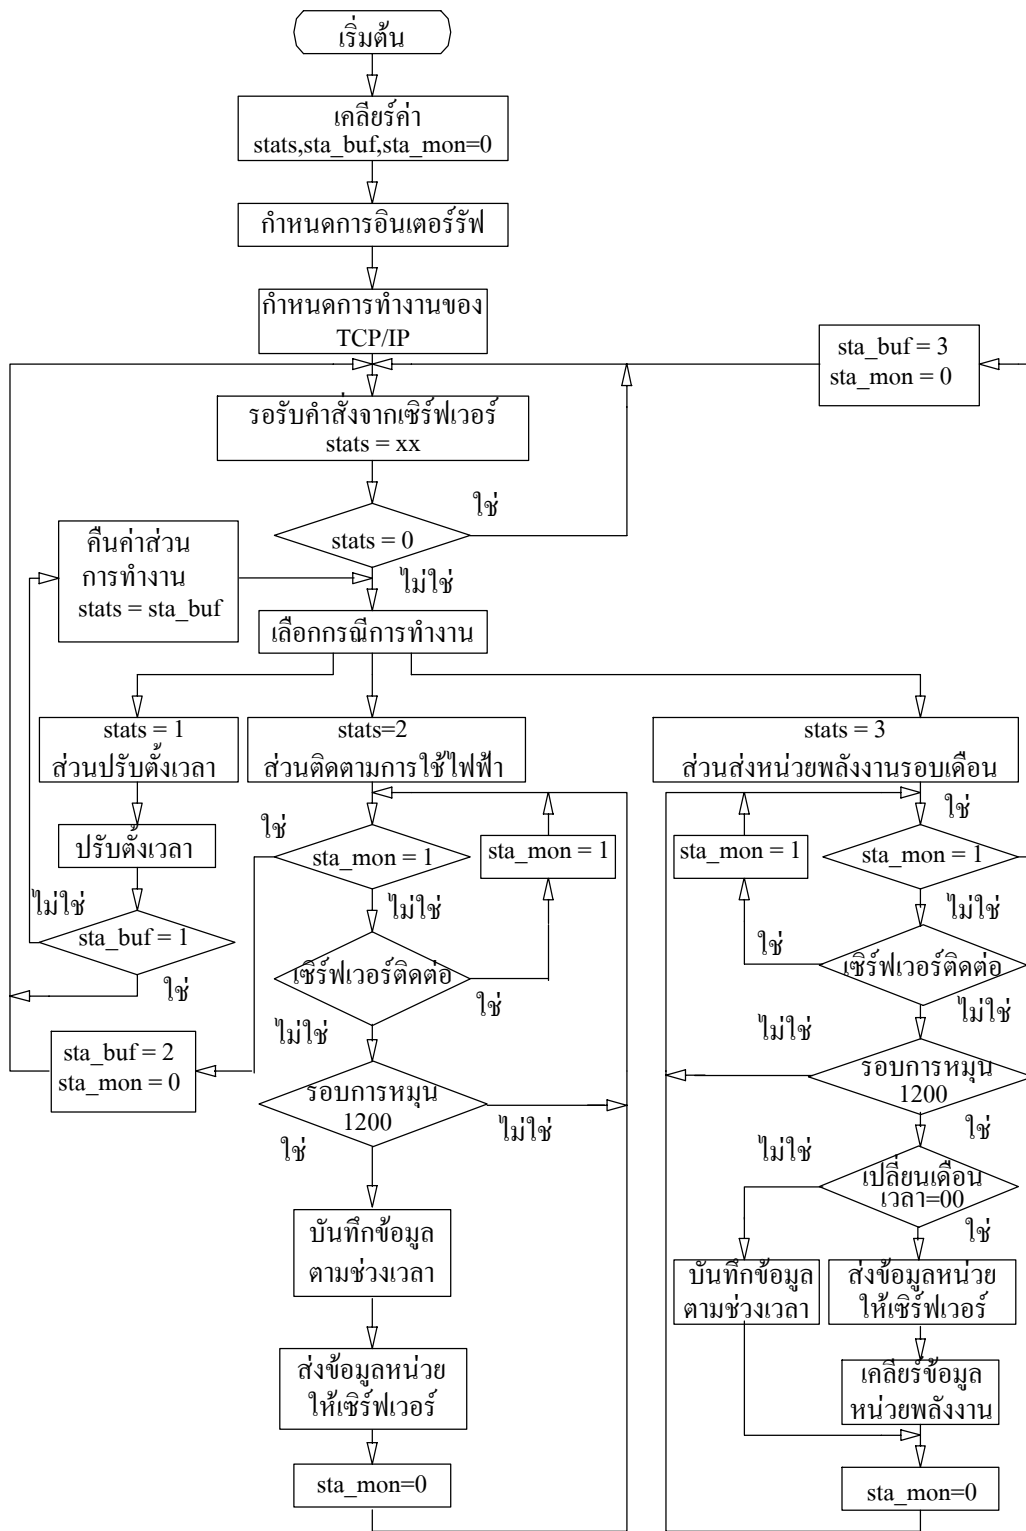 เริ่มต้น
เคลียร์ค่า
stats,sta_buf,sta_mon=0
กำหนดการอินเตอร์รัฟ
กำหนดการทำงานของ
TCP/IP
sta_buf = 3
sta_mon = 0
รอรับคำสั่งจากเซิร์ฟเวอร์
stats = xx
ใช่
stats = 0
ไม่ใช่
คืนค่าส่วน
การทำงาน
stats = sta_buf
เลือกกรณีการทำงาน
stats = 1
ส่วนปรับตั้งเวลา
stats=2
ส่วนติดตามการใช้ไฟฟ้า
stats = 3
ส่วนส่งหน่วยพลังงานรอบเดือน
ปรับตั้งเวลา
ไม่ใช่
sta_buf = 1
ใช่
sta_buf = 2
sta_mon = 0
ใช่
sta_mon = 1
sta_mon = 1
ไม่ใช่
เซิร์ฟเวอร์ติดต่อ
ใช่
ไม่ใช่
รอบการหมุน
1200
ไม่ใช่
ใช่
บันทึกข้อมูล
ตามช่วงเวลา
ส่งข้อมูลหน่วย
ให้เซิร์ฟเวอร์
sta_mon=0
ใช่
sta_mon = 1
sta_mon = 1
ไม่ใช่
ใช่
เซิร์ฟเวอร์ติดต่อ
ไม่ใช่
ไม่ใช่
รอบการหมุน
1200
ใช่
ไม่ใช่
เปลี่ยนเดือน
เวลา=00
ใช่
บันทึกข้อมูล
ตามช่วงเวลา
ส่งข้อมูลหน่วย
ให้เซิร์ฟเวอร์
เคลียร์ข้อมูล
หน่วยพลังงาน
sta_mon=0